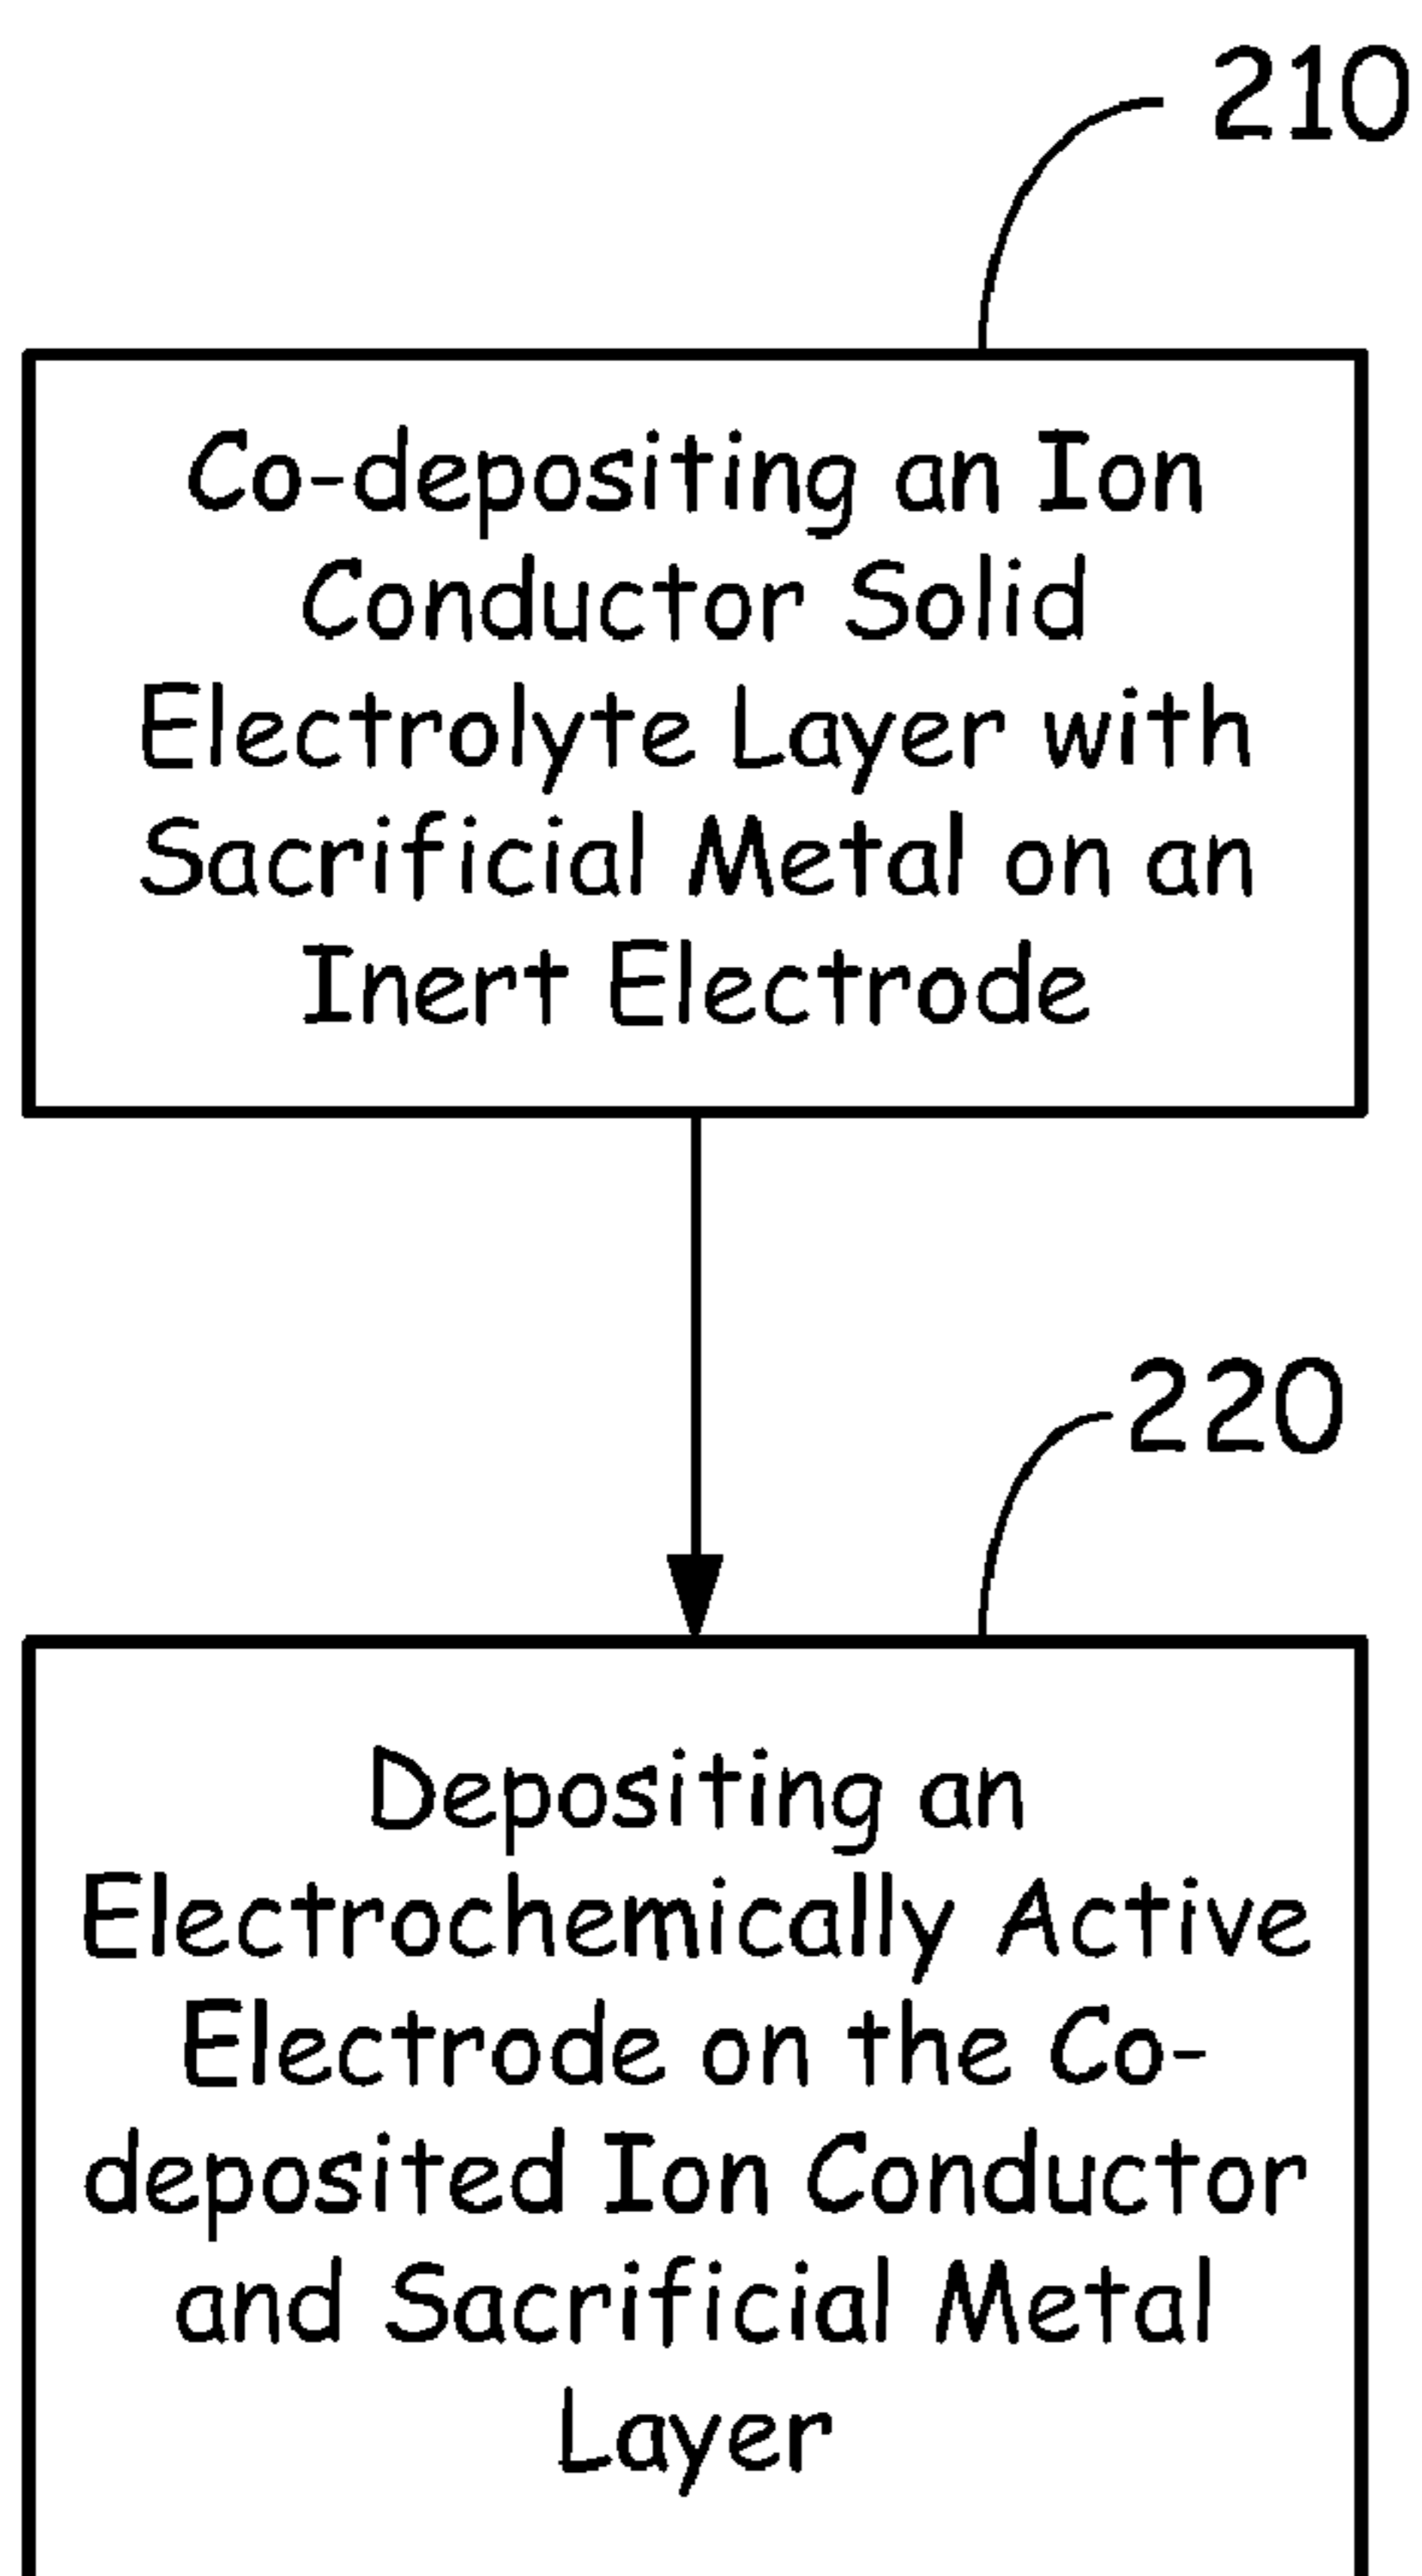 210
Co-depositing an Ion
Conductor Solid
Electrolyte Layer with
Sacrificial Metal on an
Inert Electrode
220
Depositing an
Electrochemically Active
Electrode on the Co-
deposited Ion Conductor
and Sacrificial Metal
Layer